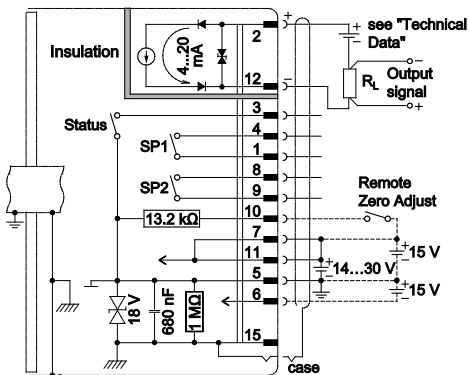 +
2
see "Technical
Data"
Insulation
4...20
mA
+
−
12
−
R_L
Output
signal
−
+
3
Status
4
SP1
1
8
SP2
9
Remote
Zero Adjust
13.2 kΩ
10
7
+
−
15 V
11
+
−
14...30 V
5
+
−
15 V
6
18 V
680 nF
1 MΩ
15
case